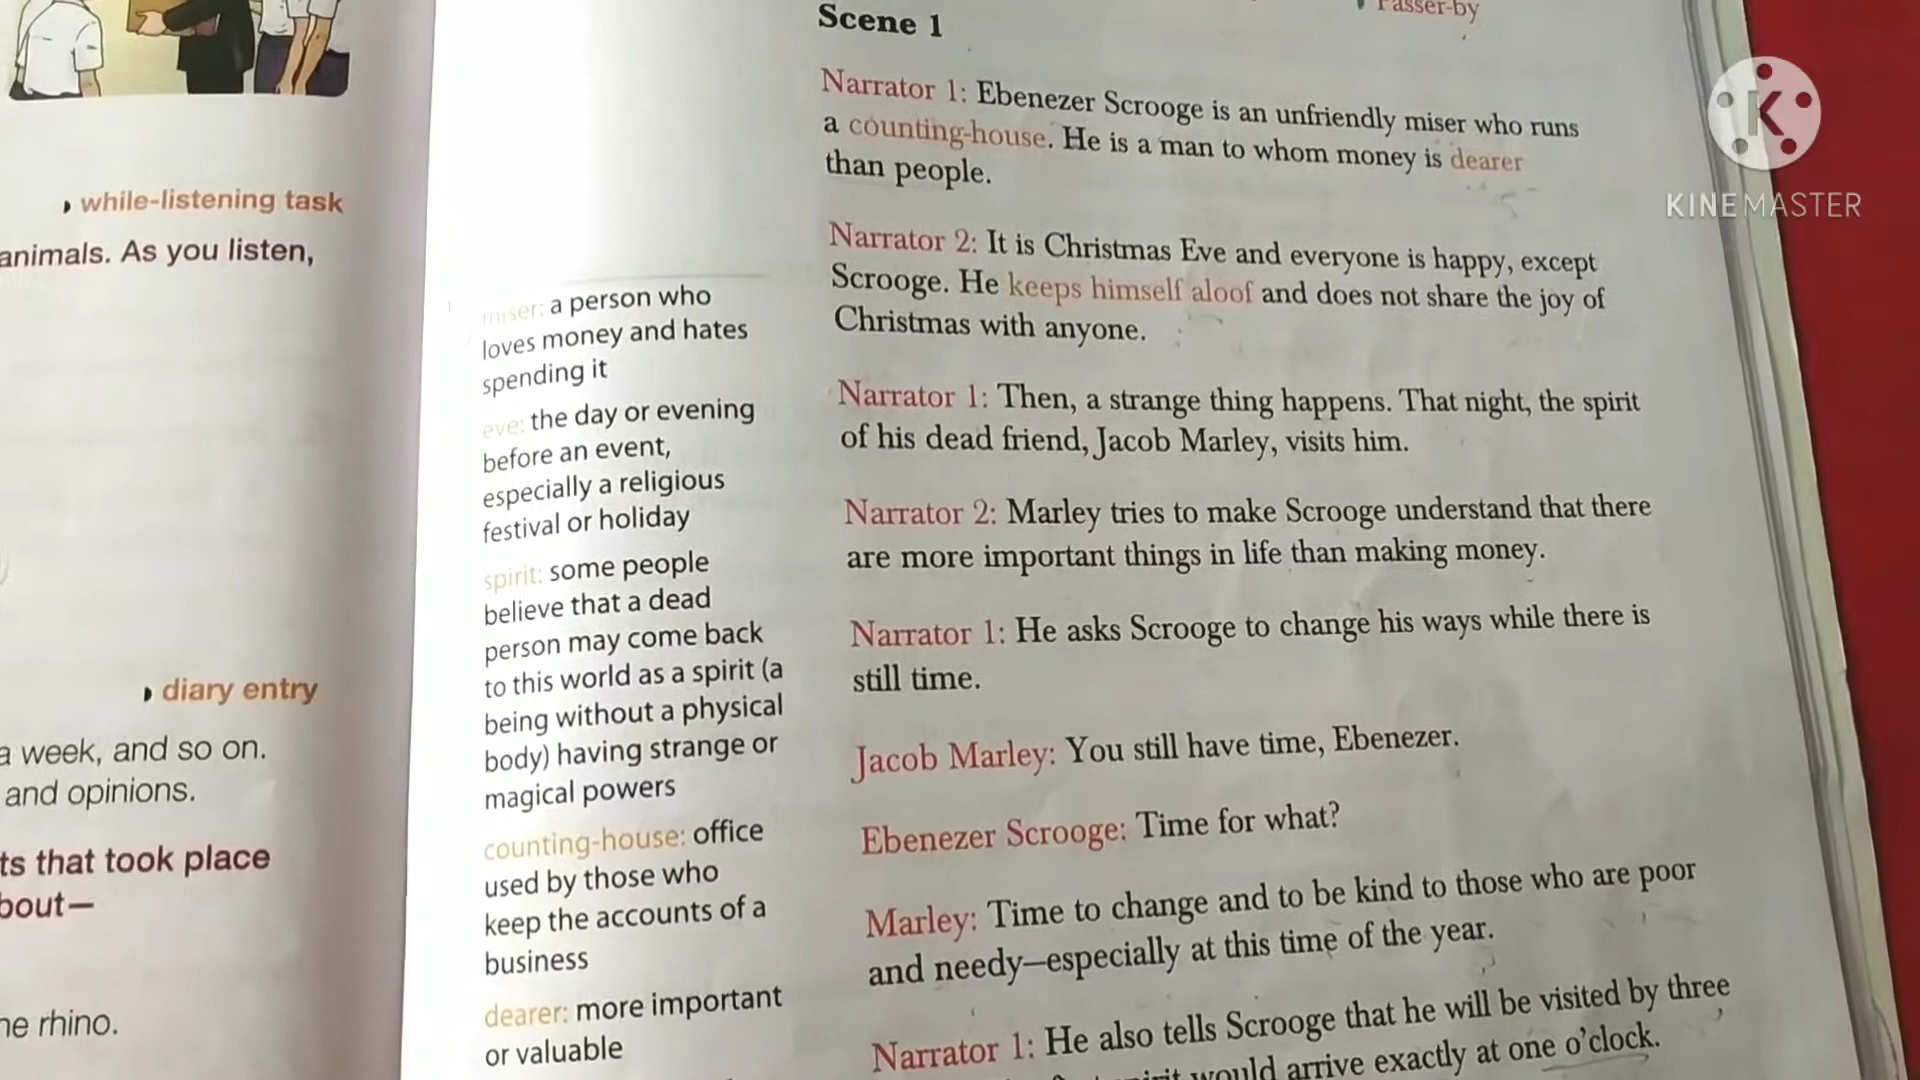 while-listening task
animals. As you listen,
diary entry
a week, and so on.
and opinions.
ts that took place
bout—
he rhino.
miser: a person who
loves money and hates
spending it
eve: the day or evening
before an event,
especially a religious
festival or holiday
spirit: some people
believe that a dead
person may come back
to this world as a spirit (a
being without a physical
body) having strange or
magical powers
counting-house: office
used by those who
keep the accounts of a
business
dearer: more important
or valuable
Passer-by
Scene 1
Narrator 1: Ebenezer Scrooge is an unfriendly miser who runs
a counting-house. He is a man to whom money is dearer
than people.
Narrator 2: It is Christmas Eve and everyone is happy, except
Scrooge. He keeps himself aloof and does not share the joy of
Christmas with anyone.
Narrator 1: Then, a strange thing happens. That night, the spirit
of his dead friend, Jacob Marley, visits him.
Narrator 2: Marley tries to make Scrooge understand that there
are more important things in life than making money.
Narrator 1: He asks Scrooge to change his ways while there is
still time.
Jacob Marley: You still have time, Ebenezer.
Ebenezer Scrooge: Time for what?
Marley: Time to change and to be kind to those who are poor
and needy—especially at this time of the year.
Narrator 1: He also tells Scrooge that he will be visited by three
would arrive exactly at one o'clock.
K
KINEMASTER